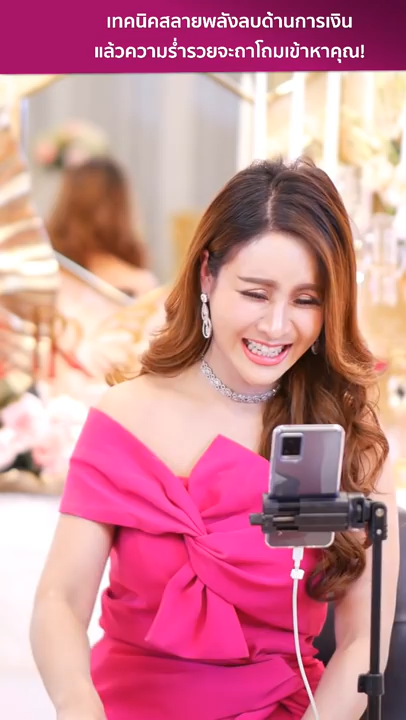 เทคนิคสลายพลังลบด้านการเงิน
แล้วความร่ำรวยจะถาโถมเข้าหาคุณ!